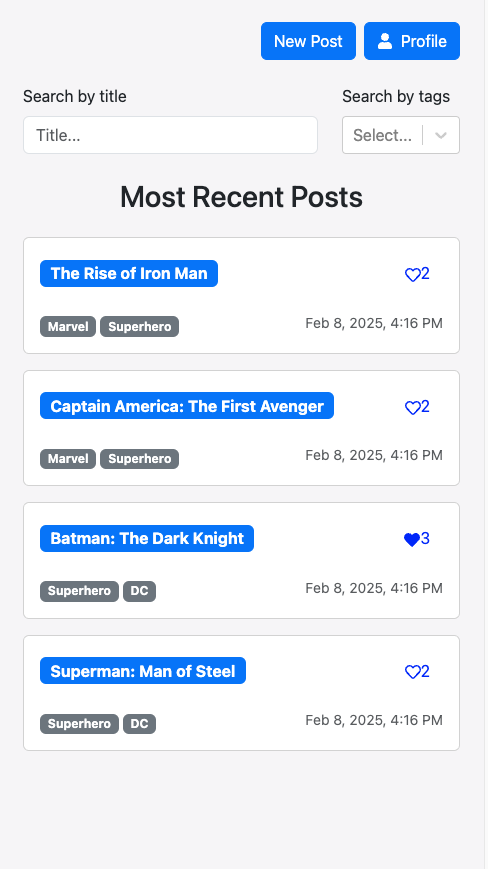 New Post Profile
Search by title Search by tags
Title... Select...
Most Recent Posts
The Rise of Iron Man 2
Marvel Superhero Feb 8, 2025, 4:16 PM
Captain America: The First Avenger 2
Marvel Superhero Feb 8, 2025, 4:16 PM
Batman: The Dark Knight 3
Superhero DC Feb 8, 2025, 4:16 PM
Superman: Man of Steel 2
Superhero DC Feb 8, 2025, 4:16 PM